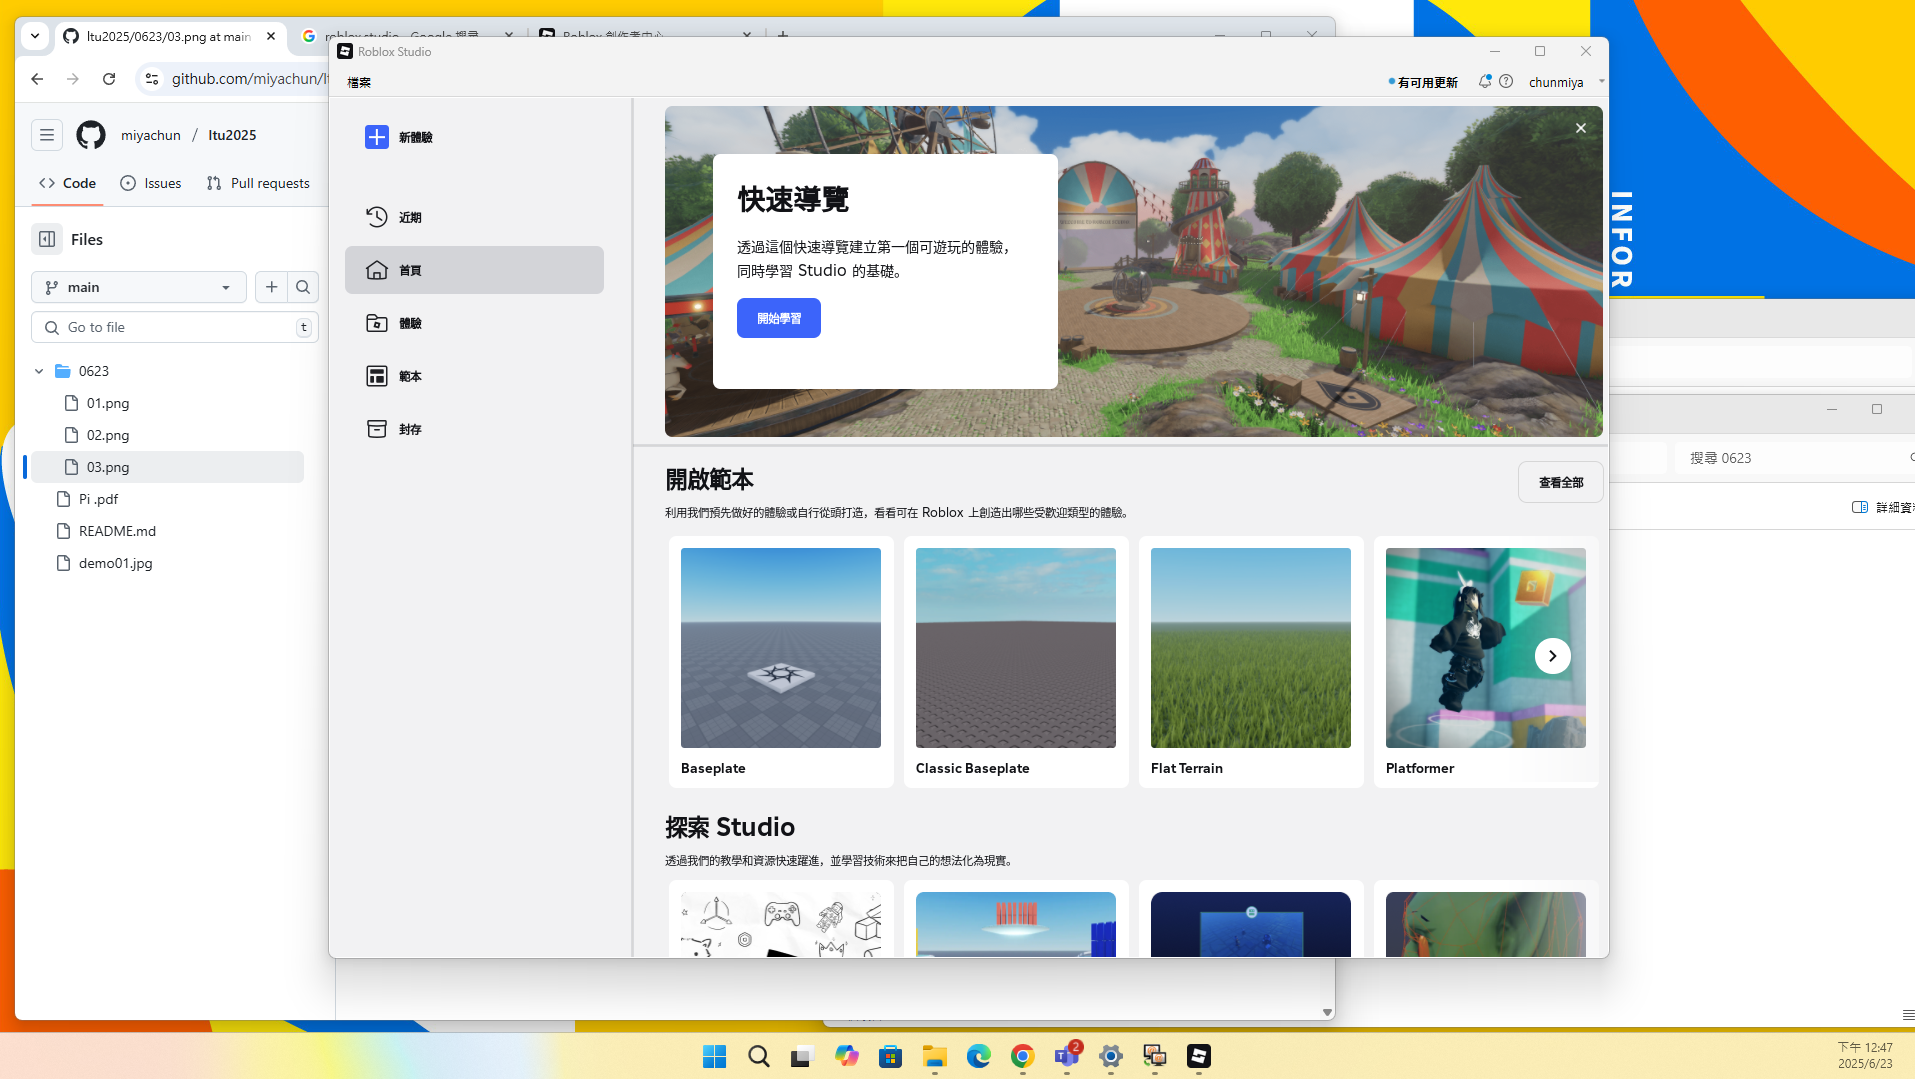 ltu2025/0623/03.png at main
roblox studio - Google 搜尋
Roblox 創作者中心
Roblox Studio
github.com/miyachun/lt
檔案
有可用更新
chunmiya
miyachun / ltu2025
Code
Issues
Pull requests
Files
main
Go to file
t
0623
01.png
02.png
03.png
Pi .pdf
README.md
demo01.jpg
新體驗
近期
首頁
體驗
範本
封存
快速導覽
透過這個快速導覽建立第一個可遊玩的體驗，
同時學習 Studio 的基礎。
開始學習
開啟範本
查看全部
利用我們預先做好的體驗或自行從頭打造，看看可在 Roblox 上創造出哪些受歡迎類型的體驗。
Baseplate
Classic Baseplate
Flat Terrain
Platformer
探索 Studio
透過我們的教學和資源快速躍進，並學習技術來把自己的想法化為現實。
INFOR
搜尋 0623
詳細資
2
下午 12:47
2025/6/23